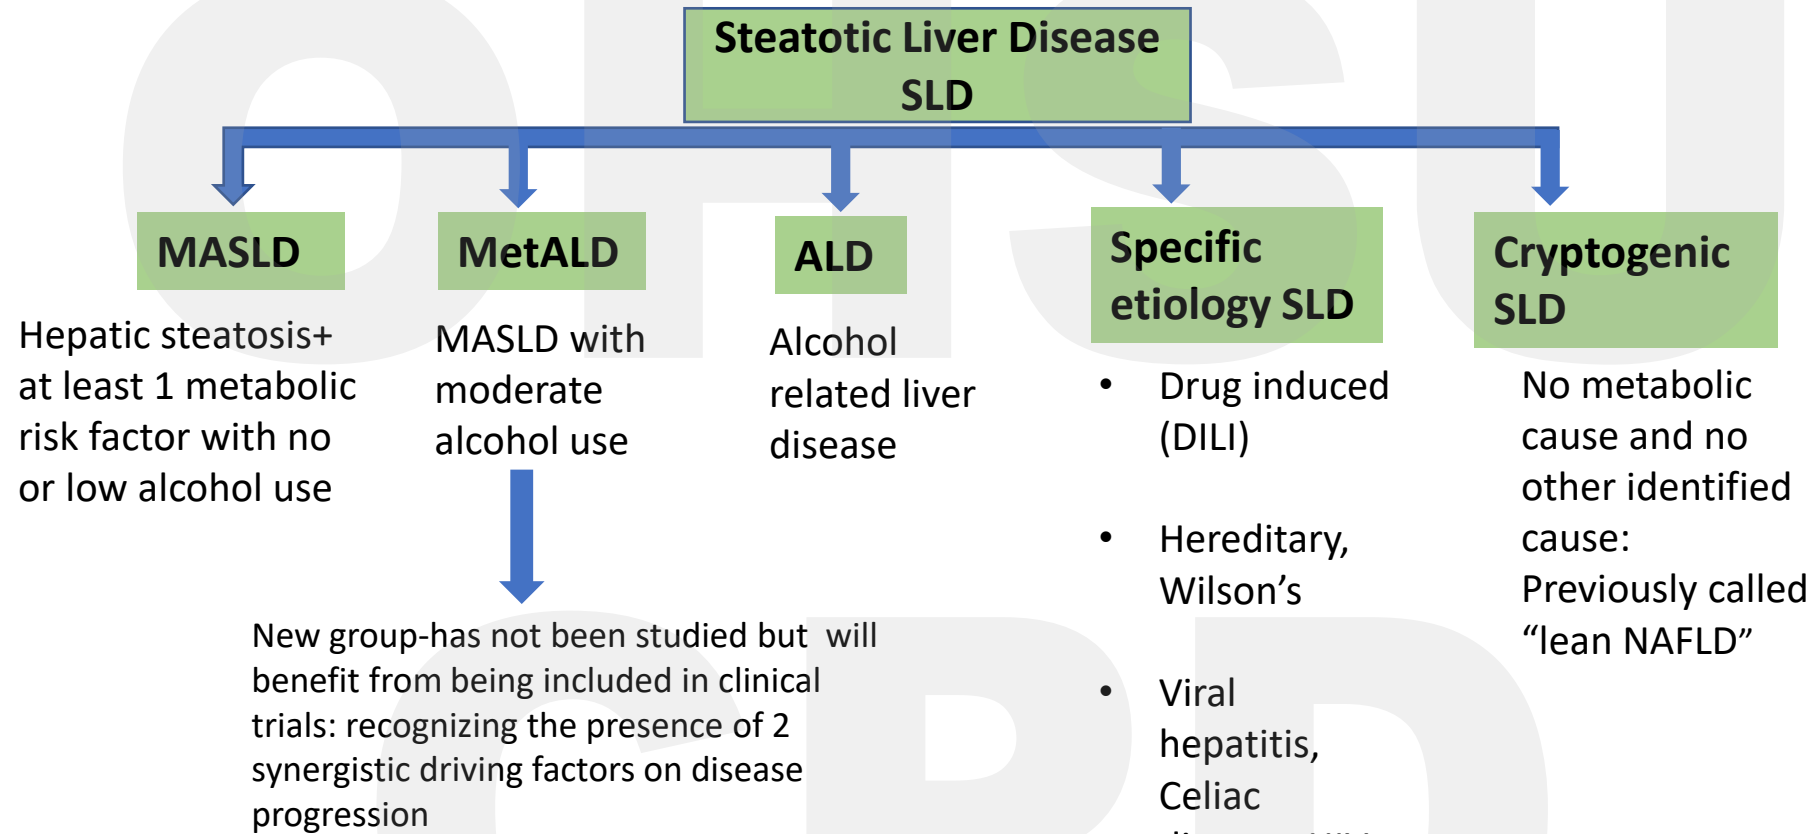 Steatotic Liver Disease
SLD
MASLD
Hepatic steatosis+
at least 1 metabolic
risk factor with no
or low alcohol use
MetALD
MASLD with
moderate
alcohol use
New group-has not been studied but will
benefit from being included in clinical
trials: recognizing the presence of 2
synergistic driving factors on disease
progression
ALD
Alcohol
related liver
disease
Specific
etiology SLD
• Drug induced
(DILI)
• Hereditary,
Wilson’s
• Viral
hepatitis,
Celiac
Cryptogenic
SLD
No metabolic
cause and no
other identified
cause:
Previously called
“lean NAFLD”
OHSU